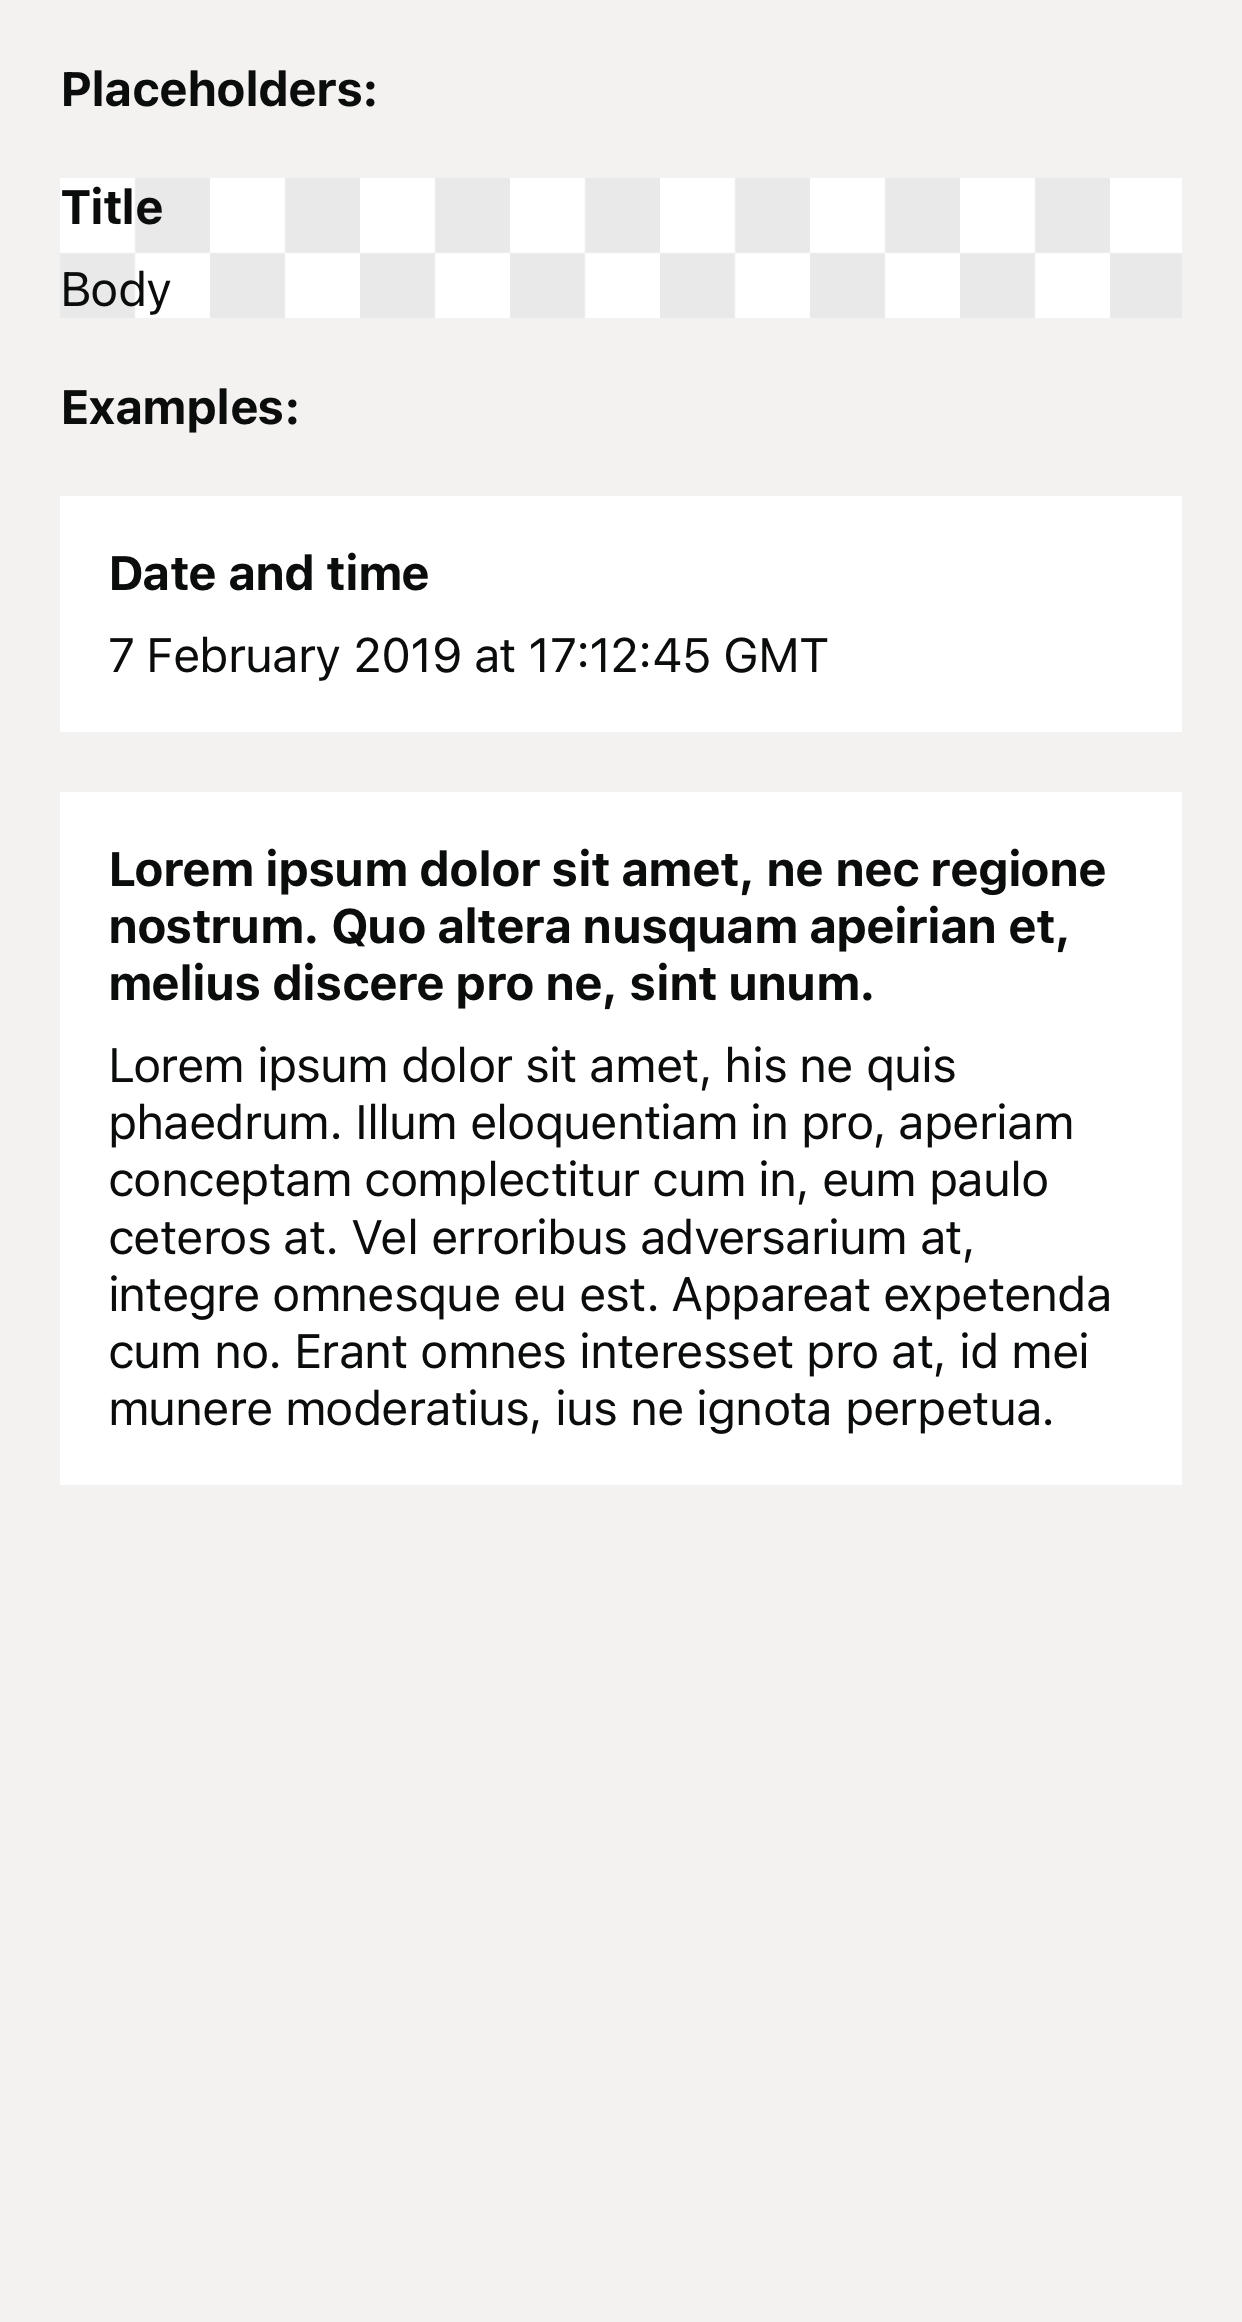 Placeholders:
Title
Body
Examples:
Date and time
7 February 2019 at 17:12:45 GMT
Lorem ipsum dolor sit amet, ne nec regione
nostrum. Quo altera nusquam apeirian et,
melius discere pro ne, sint unum.
Lorem ipsum dolor sit amet, his ne quis
phaedrum. Illum eloquentiam in pro, aperiam
conceptam complectitur cum in, eum paulo
ceteros at. Vel erroribus adversarium at,
integre omnesque eu est. Appareat expetenda
cum no. Erant omnes interesset pro at, id mei
munere moderatius, ius ne ignota perpetua.